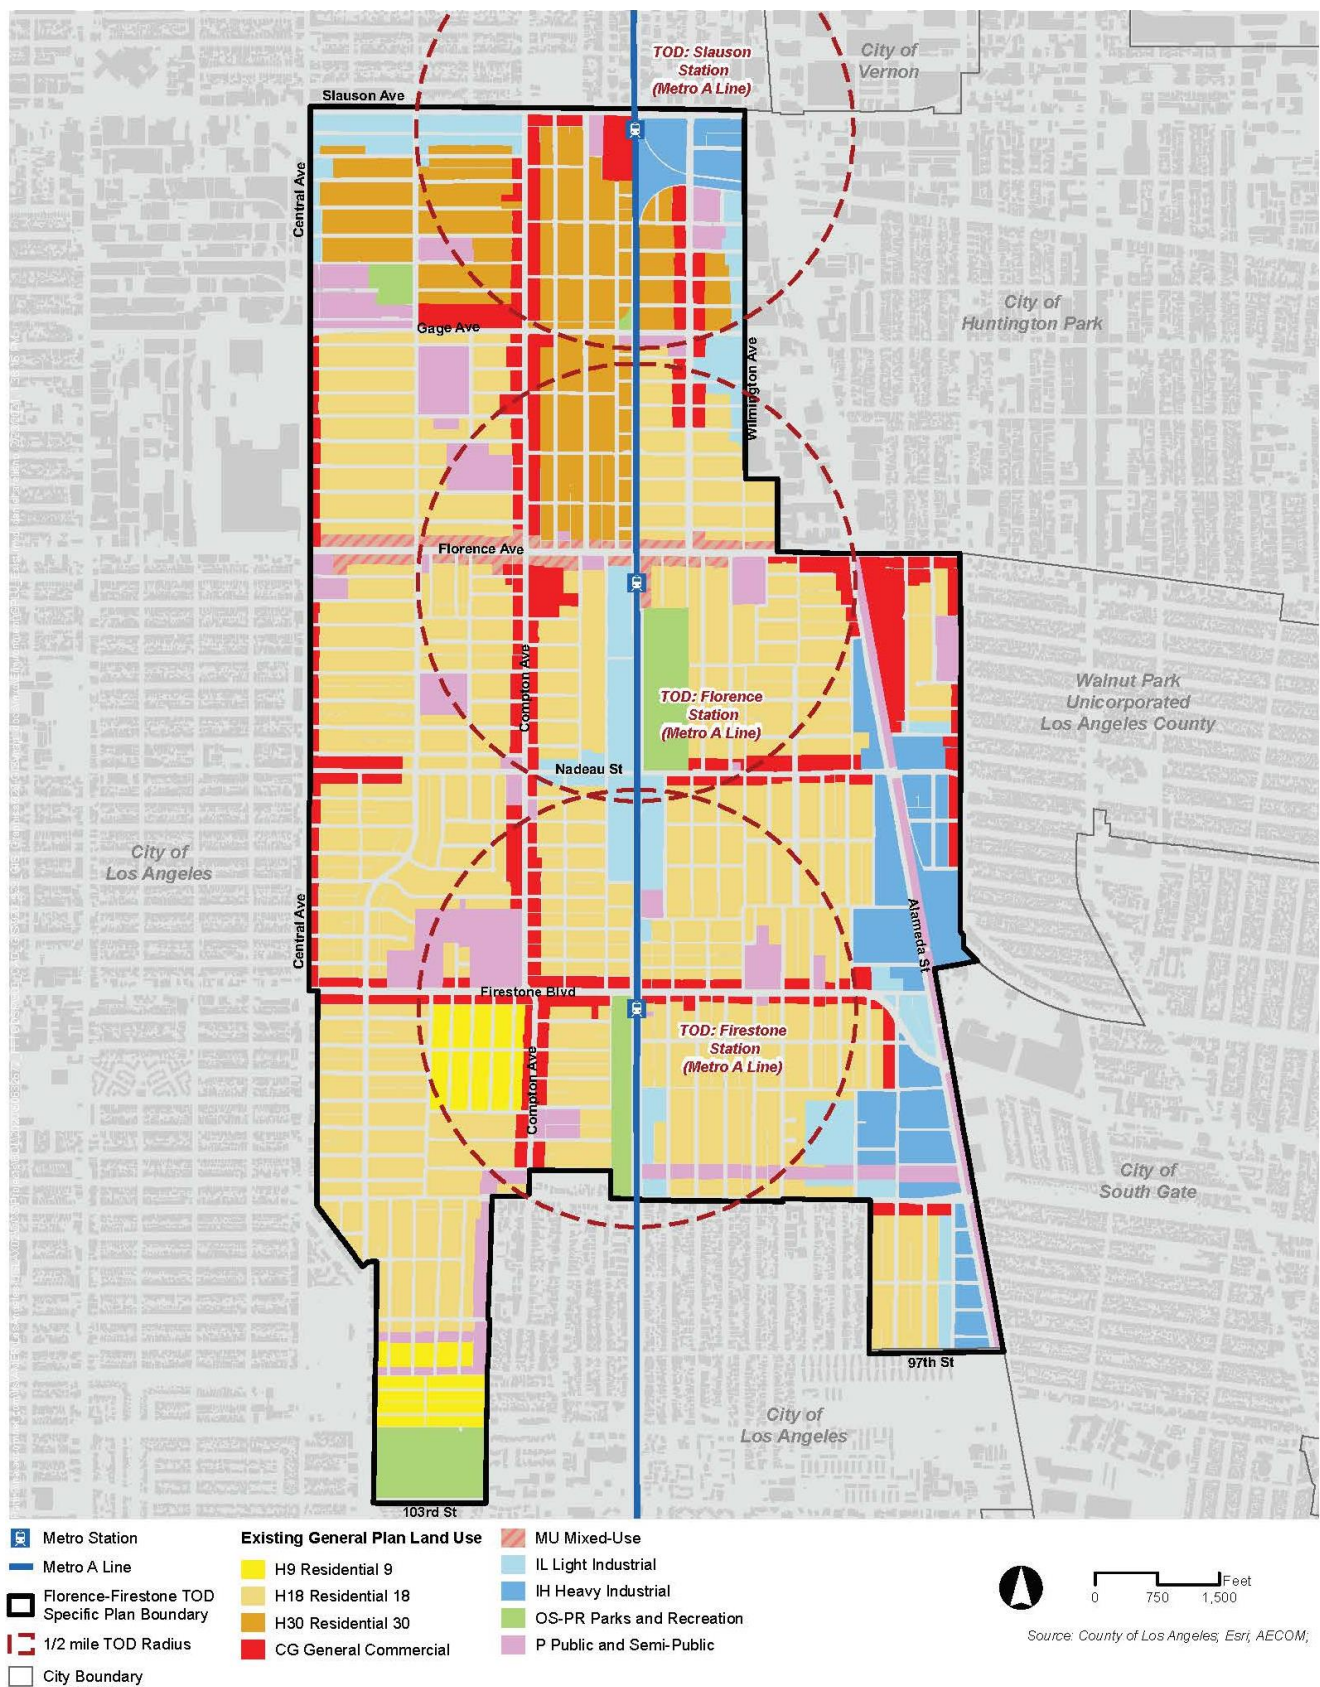 TOD: Slauson
Station
(Metro A Line)
City of
Vernon
Slauson Ave
Central Ave
City of
Huntington Park
Gage Ave
Wilmington Ave
Florence Ave
Compton Ave
TOD: Florence
Station
(Metro A Line)
Walnut Park
Unicorporated
Los Angeles County
Nadeau St
City of
Los Angeles
Central Ave
Alameda St
Firestone Blvd
TOD: Firestone
Station
(Metro A Line)
Compton Ave
City of
South Gate
97th St
City of
Los Angeles
103rd St
Metro Station
Metro A Line
Florence-Firestone TOD
Specific Plan Boundary
1/2 mile TOD Radius
City Boundary
Existing General Plan Land Use
H9 Residential 9
H18 Residential 18
H30 Residential 30
CG General Commercial
MU Mixed-Use
IL Light Industrial
IH Heavy Industrial
OS-PR Parks and Recreation
P Public and Semi-Public
Feet
0 750 1,500
Source: County of Los Angeles; Esri; AECOM;